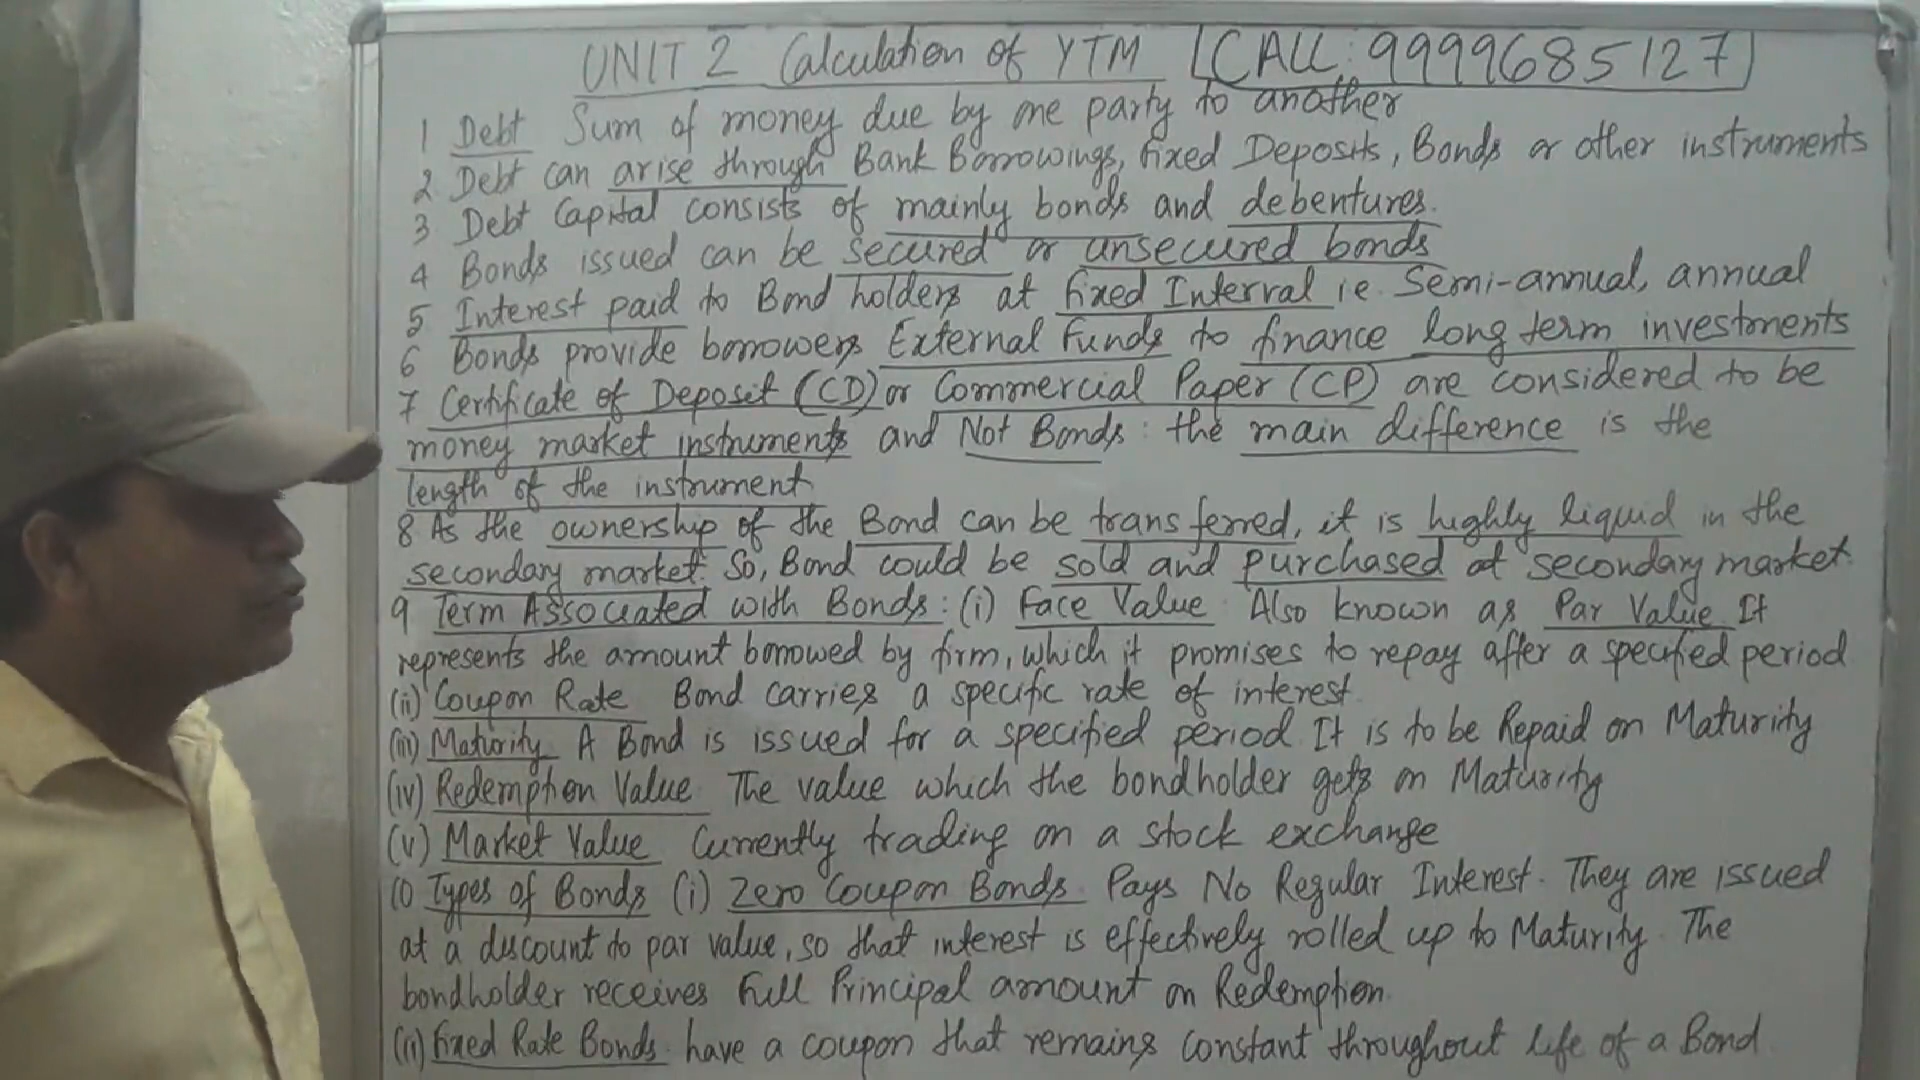 UNIT 2 Calculation of YTM CALL: 9999685127
1 Debt Sum of money due by one party to another
2 Debt can arise through Bank Borrowings, fixed Deposits, Bonds or other instruments
3 Debt Capital consists of mainly bonds and debentures.
4 Bonds issued can be secured or unsecured bonds
5 Interest paid to Bond holders at fixed Interval ie. Semi-annual, annual
6 Bonds provide borrowers External Funds to finance long term investments
7 Certificate of Deposit (CD) or Commercial Paper (CP) are considered to be
money market instruments and Not Bonds: the main difference is the
length of the instrument
8 As the ownership of the Bond can be transferred, it is highly liquid in the
secondary market. So, Bond could be sold and purchased at secondary market.
9 Term Associated with Bonds: (i) Face Value Also known as Par Value It
represents the amount borrowed by firm, which it promises to repay after a specified period
(ii) Coupon Rate Bond carries a specific rate of interest.
(iii) Maturity A Bond is issued for a specified period It is to be Repaid on Maturity
(iv) Redemption Value The value which the bondholder gets on Maturity
(v) Market Value Currently trading on a stock exchange
10 Types of Bonds (i) Zero Coupon Bonds Pays No Regular Interest. They are issued
at a discount to par value, so that interest is effectively rolled up to Maturity. The
bondholder receives Full Principal amount on Redemption.
(ii) Fixed Rate Bonds have a coupon that remains constant throughout life of a Bond